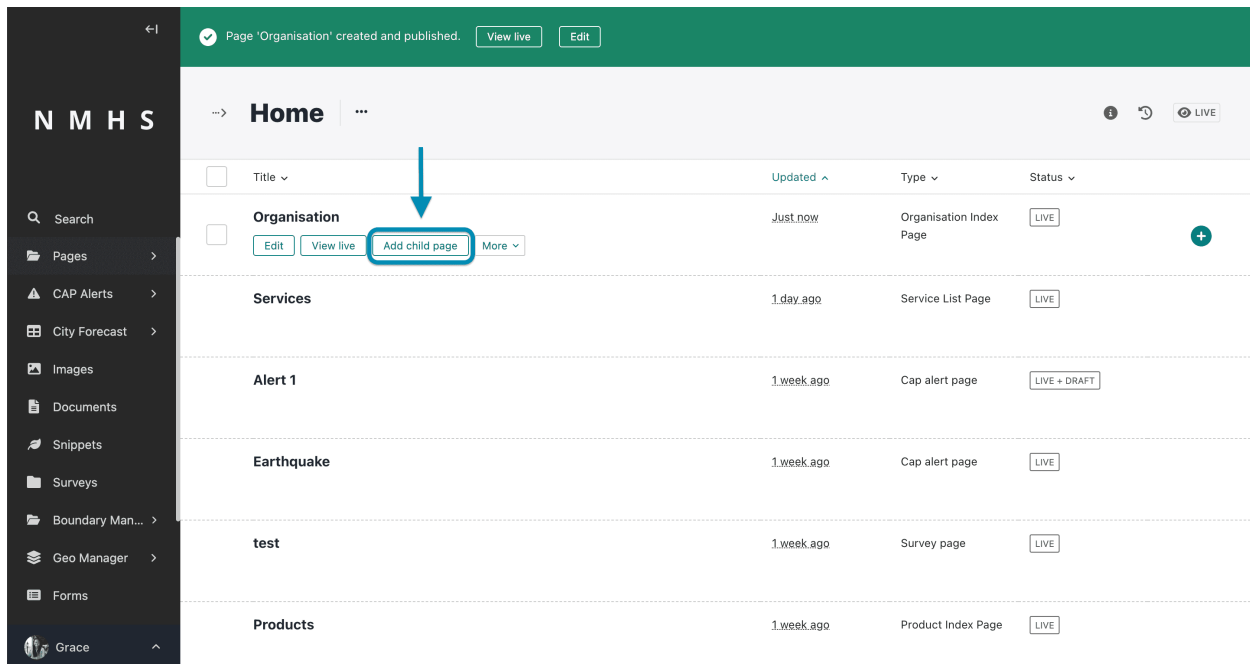 Page 'Organisation' created and published. View live Edit
NMHS
Home
LIVE
Title Updated Type Status
Search
Pages
CAP Alerts
City Forecast
Images
Documents
Snippets
Surveys
Boundary Man...
Geo Manager
Forms
Grace
Organisation Just now Organisation Index LIVE
Page
Edit View live Add child page More
Services 1 day ago Service List Page LIVE
Alert 1 1 week ago Cap alert page LIVE + DRAFT
Earthquake 1 week ago Cap alert page LIVE
test 1 week ago Survey page LIVE
Products 1 week ago Product Index Page LIVE